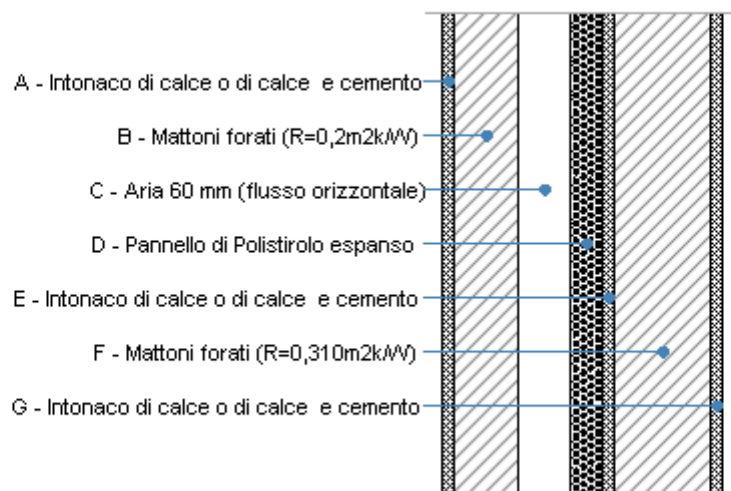 A - Intonaco di calce o di calce e cemento
B - Mattoni forati (R=0,2m2k/W)
C - Aria 60 mm (flusso orizzontale)
D - Pannello di Polistirolo espanso
E - Intonaco di calce o di calce e cemento
F - Mattoni forati (R=0,310m2k/W)
G - Intonaco di calce o di calce e cemento